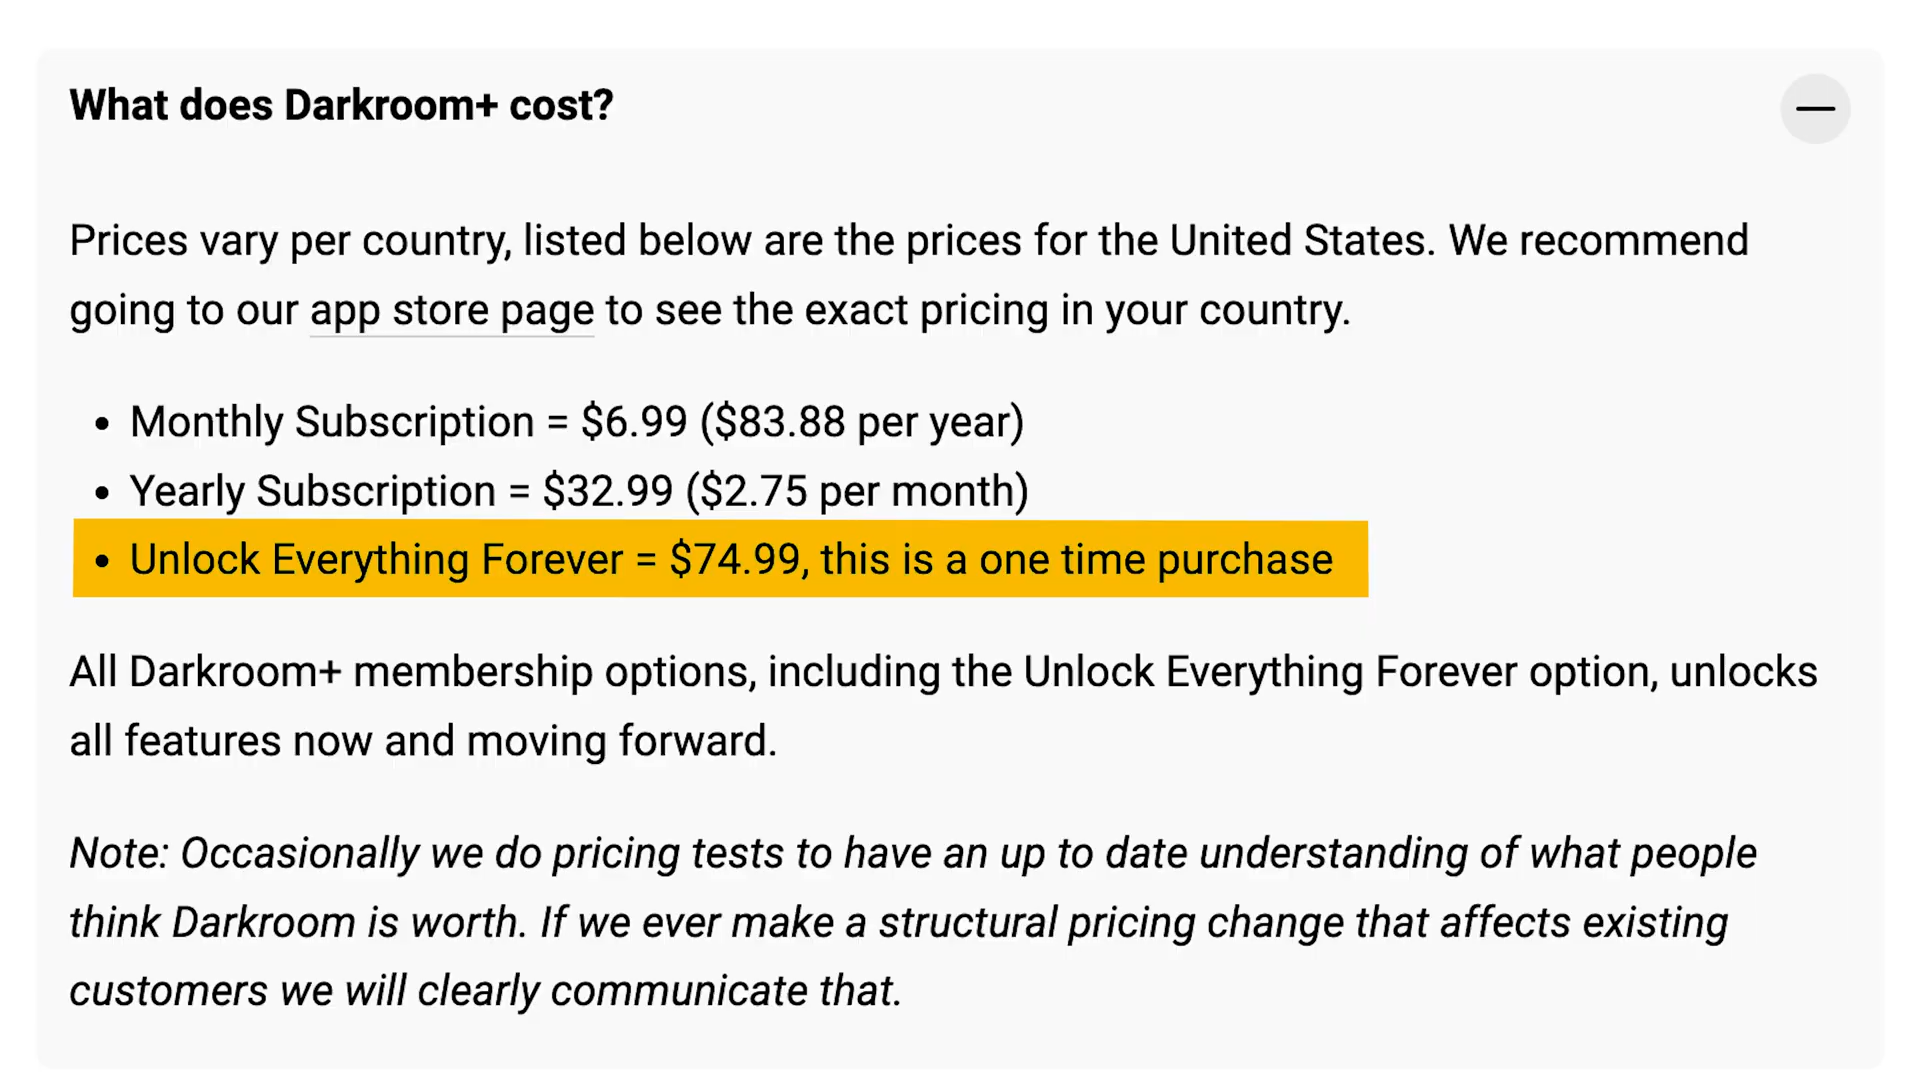 What does Darkroom+ cost?
Prices vary per country, listed below are the prices for the United States. We recommend
going to our app store page to see the exact pricing in your country.
• Monthly Subscription = $6.99 ($83.88 per year)
• Yearly Subscription = $32.99 ($2.75 per month)
• Unlock Everything Forever = $74.99, this is a one time purchase
All Darkroom+ membership options, including the Unlock Everything Forever option, unlocks
all features now and moving forward.
Note: Occasionally we do pricing tests to have an up to date understanding of what people
think Darkroom is worth. If we ever make a structural pricing change that affects existing
customers we will clearly communicate that.